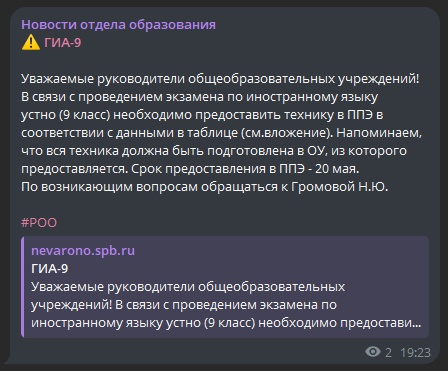 Новости отдела образования
⚠️ ГИА-9
Уважаемые руководители общеобразовательных учреждений!
В связи с проведением экзамена по иностранному языку
устно (9 класс) необходимо предоставить технику в ППЭ в
соответствии с данными в таблице (см.вложение). Напоминаем,
что вся техника должна быть подготовлена в ОУ, из которого
предоставляется. Срок предоставления в ППЭ - 20 мая.
По возникающим вопросам обращаться к Громовой Н.Ю.
#РОО
nevarono.spb.ru
ГИА-9
Уважаемые руководители общеобразовательных
учреждений! В связи с проведением экзамена по
иностранному языку устно (9 класс) необходимо предостави...
2 19:23